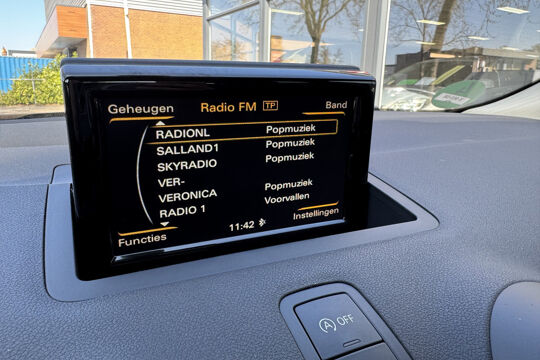 Geheugen Radio FM TP Band
RADIONL Popmuziek
SALLAND1 Popmuziek
SKYRADIO Popmuziek
VER-
VERONICA Popmuziek
RADIO 1 Voorvallen
Functies 11:42 Instellingen
A OFF